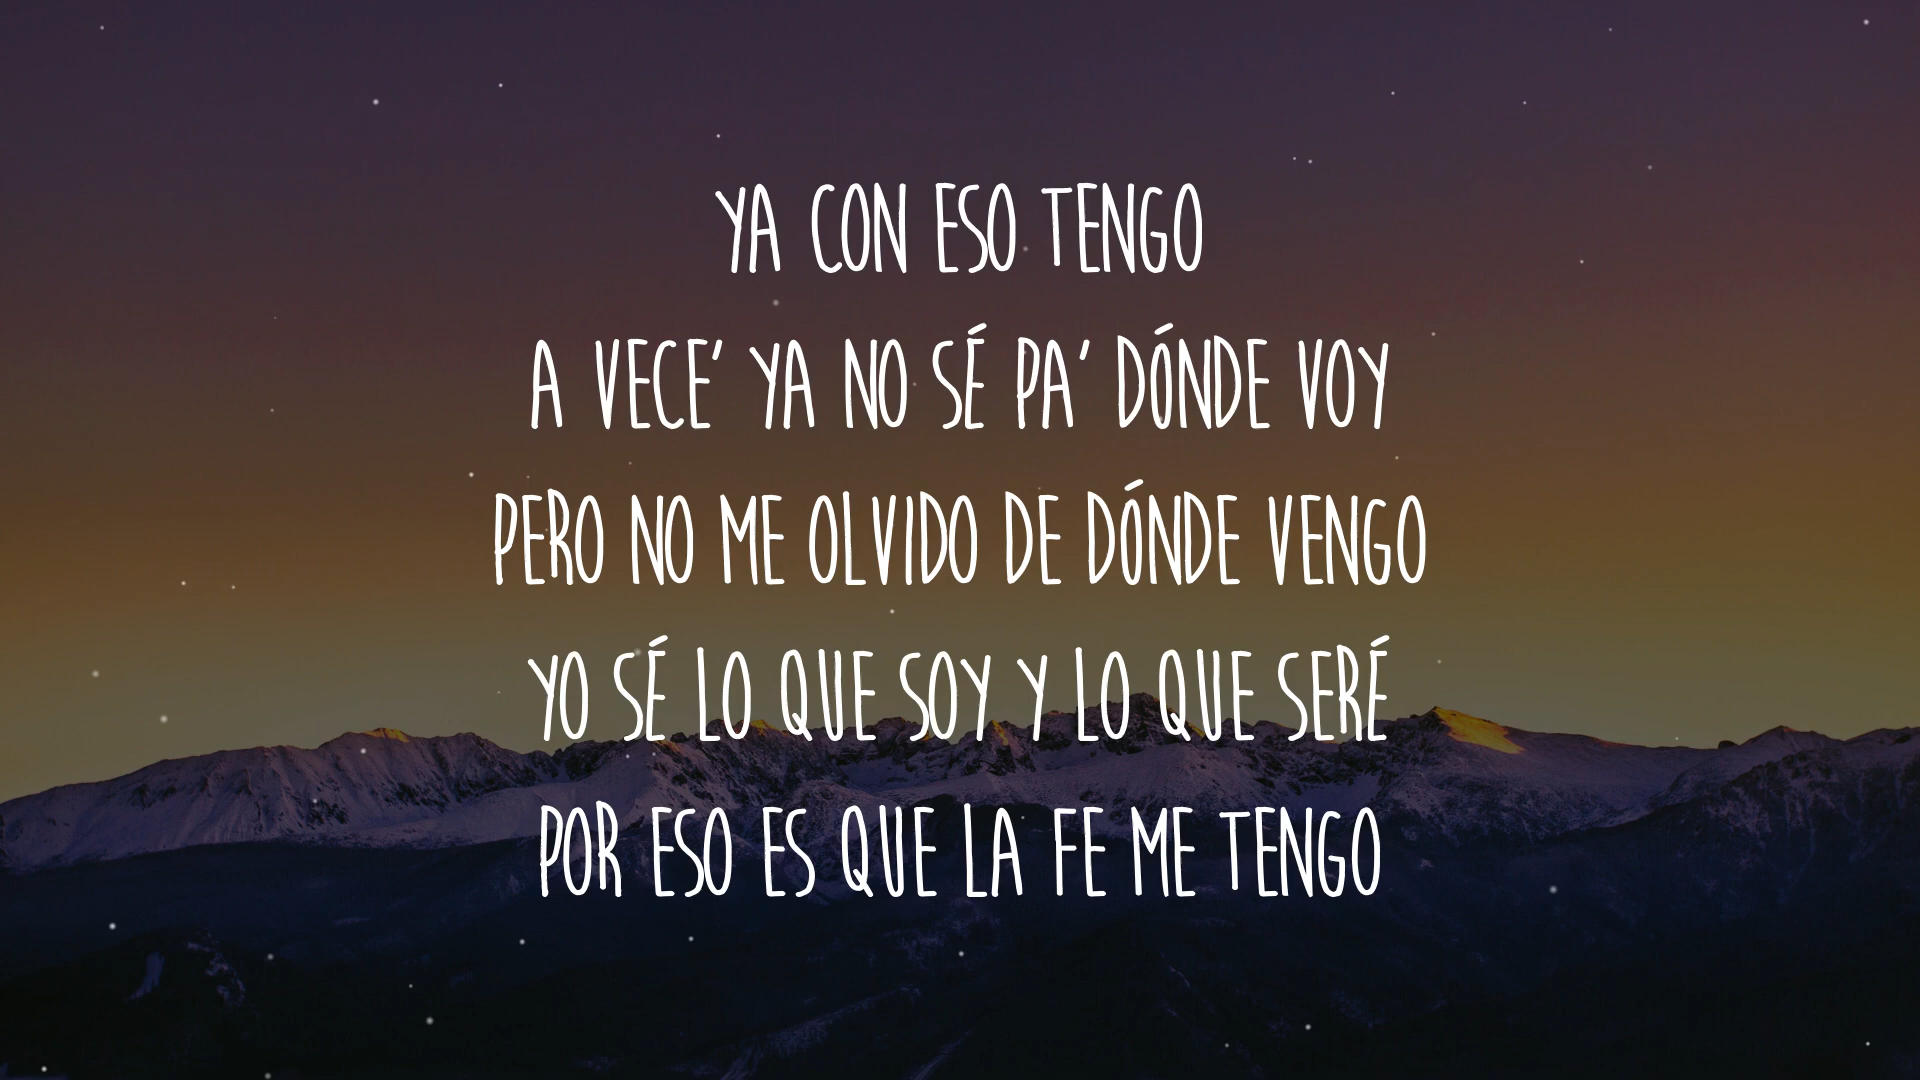 YA CON ESO TENGO
A VECE' YA NO SÉ PA' DÓNDE VOY
PERO NO ME OLVIDO DE DÓNDE VENGO
YO SÉ LO QUE SOY Y LO QUE SERÉ
POR ESO ES QUE LA FE ME TENGO